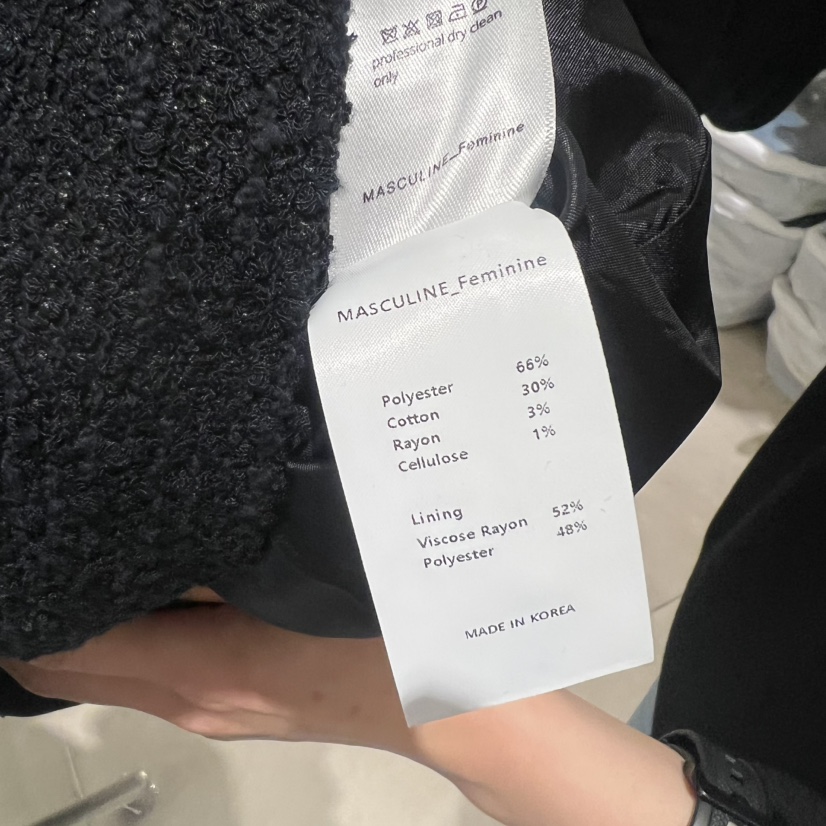 professional dry clean
only
MASCULINE_Feminine
MASCULINE_Feminine
Polyester 66%
Cotton 30%
Rayon 3%
Cellulose 1%
Lining
Viscose Rayon 52%
Polyester 48%
MADE IN KOREA